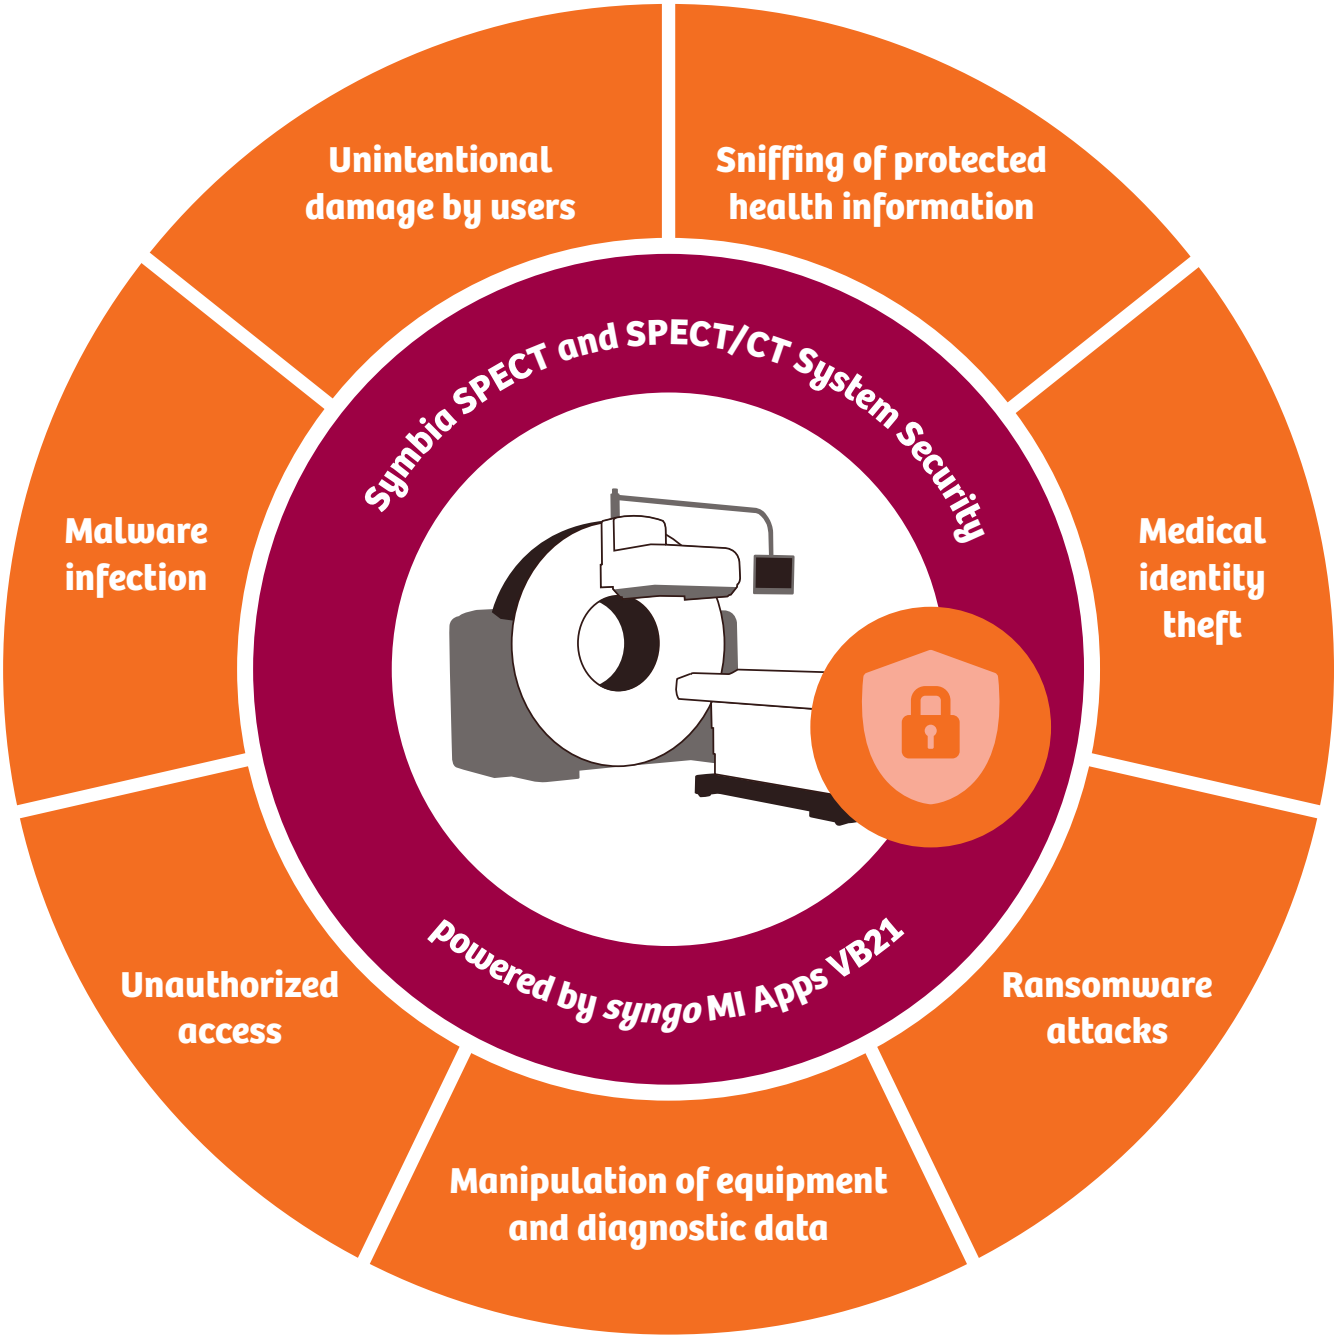 Unintentional
damage by users
Sniffing of protected
health information
Symbia SPECT and SPECT/CT System Security
Malware
infection
Medical
identity
theft
powered by syngo MI Apps VB21
Unauthorized
access
Ransomware
attacks
Manipulation of equipment
and diagnostic data